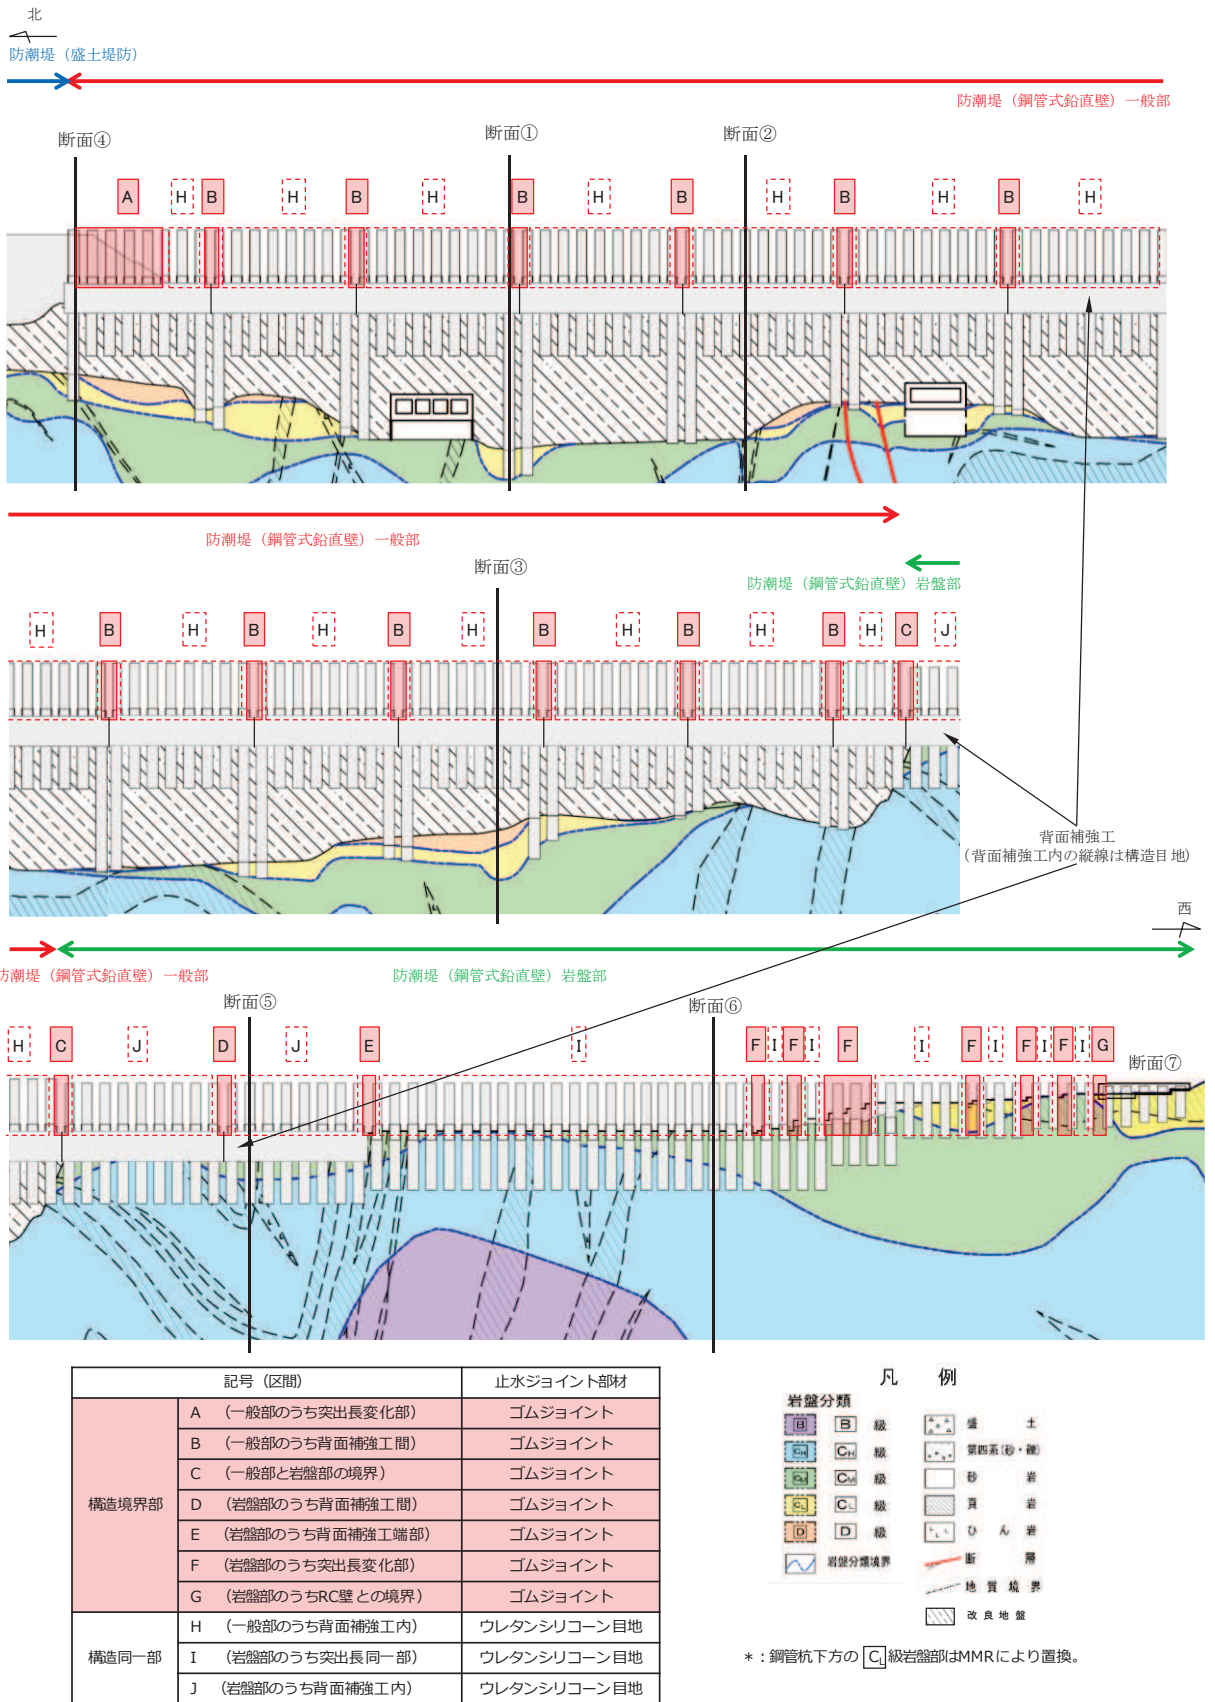 北
防潮堤（盛土堤防）
防潮堤（鋼管式鉛直壁）一般部
断面④ 断面① 断面②
A H B H B H B H B H B H B H
防潮堤（鋼管式鉛直壁）一般部
断面③
防潮堤（鋼管式鉛直壁）岩盤部
H B H B H B H B H B H B H C J
背面補強工
（背面補強工内の縦線は構造目地）
西
防潮堤（鋼管式鉛直壁）一般部 防潮堤（鋼管式鉛直壁）岩盤部
断面⑤ 断面⑥
H C J D J E I F I F I F I F I F I F I G
断面⑦
記号（区間） 止水ジョイント部材
構造境界部
A （一般部のうち突出長変化部） ゴムジョイント
B （一般部のうち背面補強工間） ゴムジョイント
C （一般部と岩盤部の境界） ゴムジョイント
D （岩盤部のうち背面補強工間） ゴムジョイント
E （岩盤部のうち背面補強工端部） ゴムジョイント
F （岩盤部のうち突出長変化部） ゴムジョイント
G （岩盤部のうちRC壁との境界） ゴムジョイント
構造同一部
H （一般部のうち背面補強工内） ウレタンシリコーン目地
I （岩盤部のうち突出長同一部） ウレタンシリコーン目地
J （岩盤部のうち背面補強工内） ウレタンシリコーン目地
凡 例
岩盤分類
B B 級 盛 土
CH CH 級 第四系（砂・礫）
CM CM 級 砂 岩
CL CL 級 頁 岩
D D 級 ひ ん 岩
岩盤分類境界 断 層
地 質 境 界
改 良 地 盤
＊：鋼管杭下方の CL 級岩盤部はMMRにより置換。